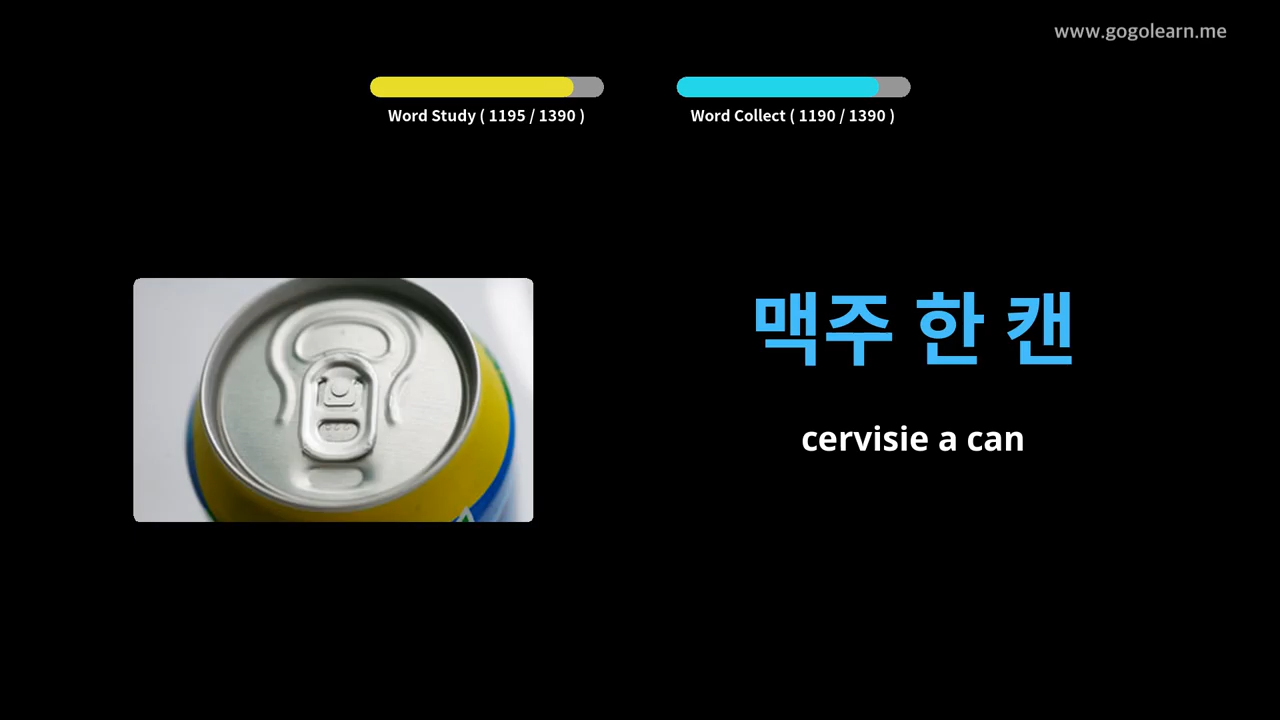 www.gogolearn.me
Word Study ( 1195 / 1390 )
Word Collect ( 1190 / 1390 )
맥주 한 캔
cervisie a can